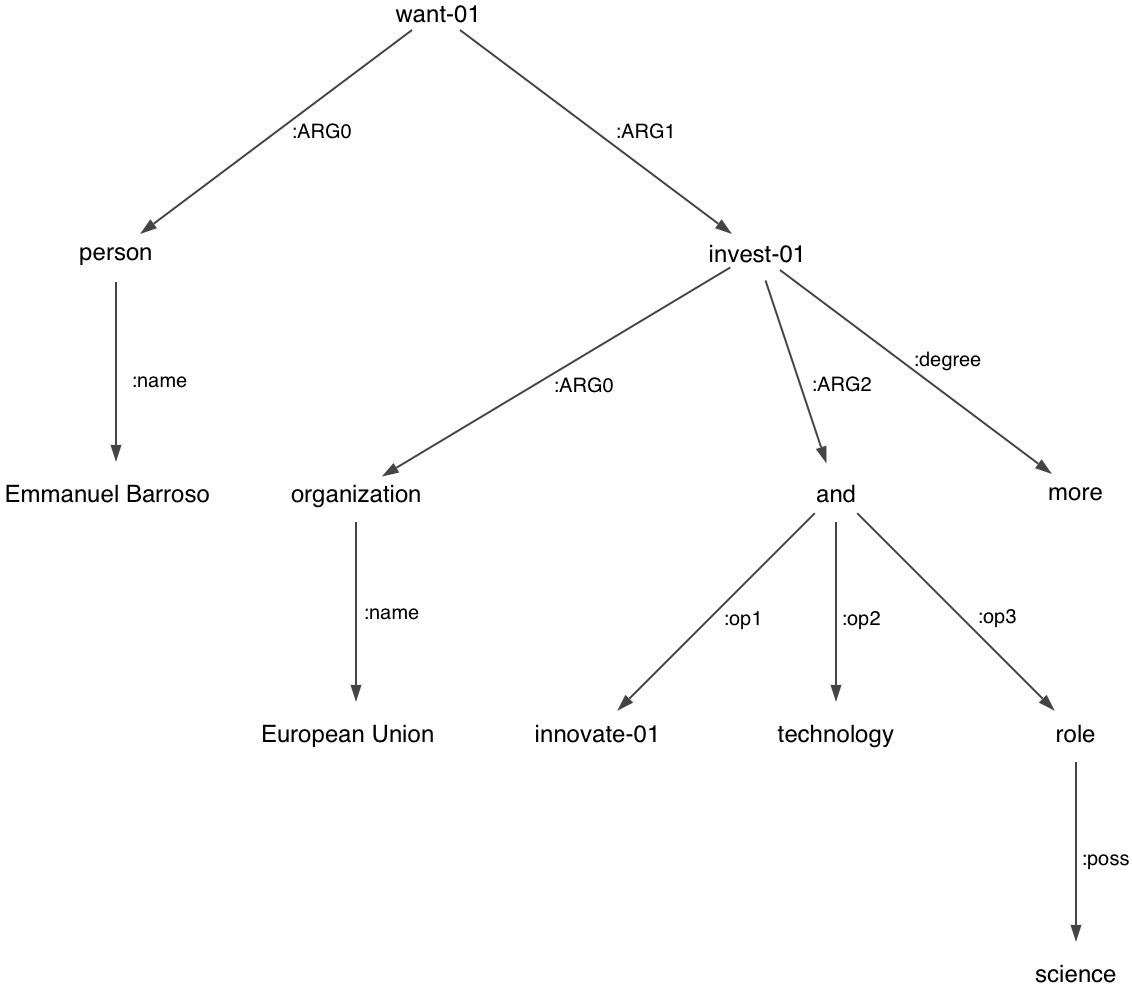 want-01
:ARG0
:ARG1
person
invest-01
:name
:ARG0
:ARG2
:degree
Emmanuel Barroso
organization
and
more
:name
:op1
:op2
:op3
European Union
innovate-01
technology
role
:poss
science